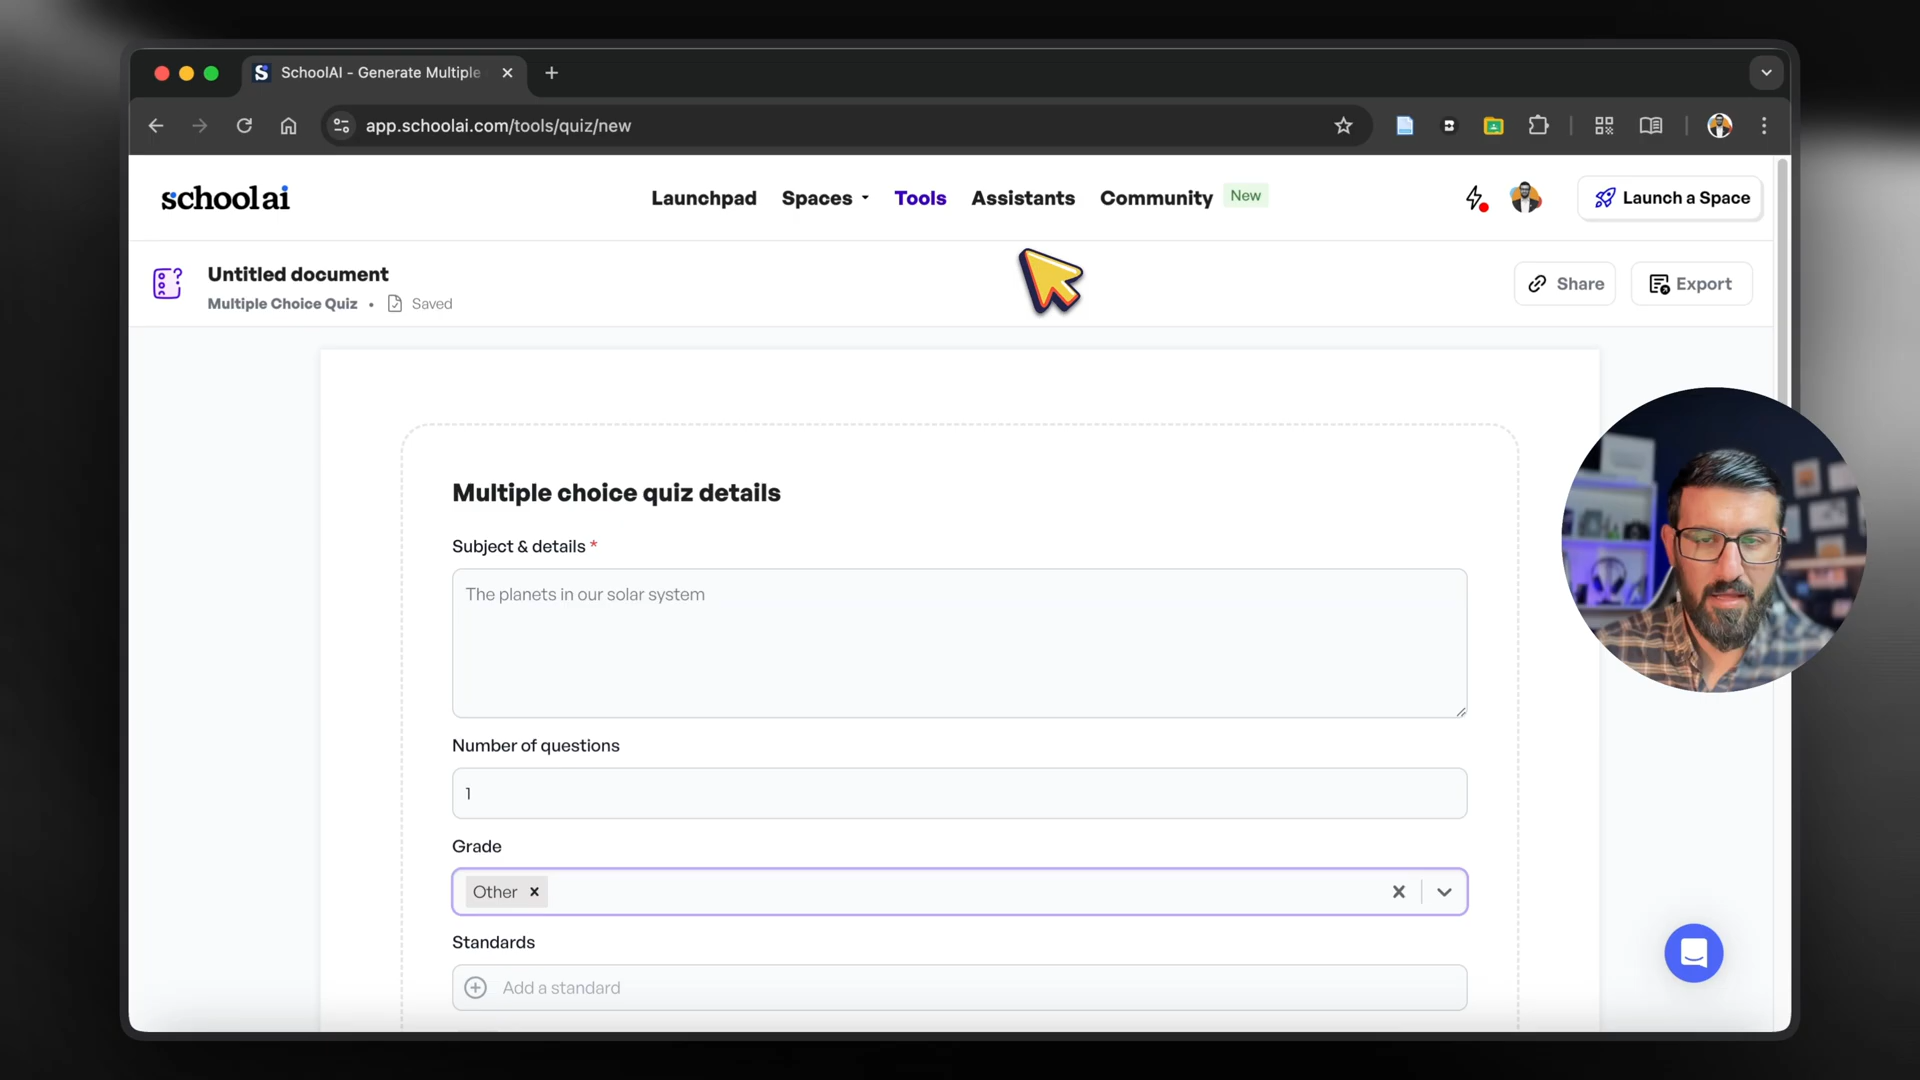 SchoolAI - Generate Multiple
app.schoolai.com/tools/quiz/new
school ai
Launchpad
Spaces
Tools
Assistants
Community
New
Launch a Space
Untitled document
Multiple Choice Quiz • Saved
Share
Export
Multiple choice quiz details
Subject & details *
The planets in our solar system
Number of questions
1
Grade
Other
Standards
Add a standard